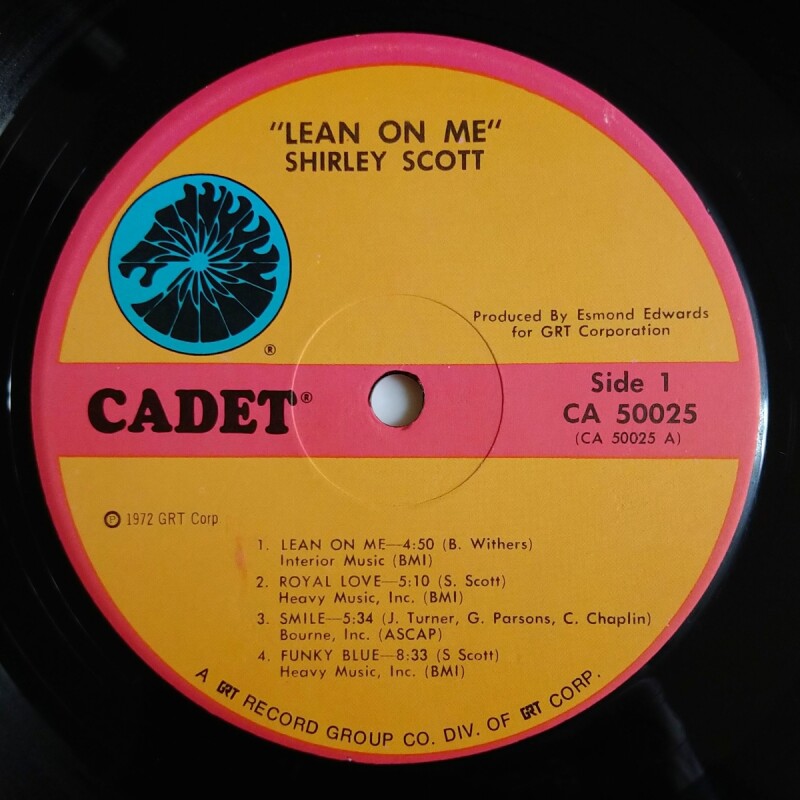 "LEAN ON ME"
SHIRLEY SCOTT
®
Produced By Esmond Edwards
for GRT Corporation
CADET®
Side 1
CA 50025
(CA 50025 A)
℗ 1972 GRT Corp
1. LEAN ON ME—4:50 (B. Withers)
Interior Music (BMI)
2. ROYAL LOVE—5:10 (S. Scott)
Heavy Music, Inc. (BMI)
3. SMILE—5:34 (J. Turner, G. Parsons, C. Chaplin)
Bourne, Inc. (ASCAP)
4. FUNKY BLUE—8:33 (S Scott)
Heavy Music, Inc. (BMI)
A GRT RECORD GROUP CO. DIV. OF GRT CORP.